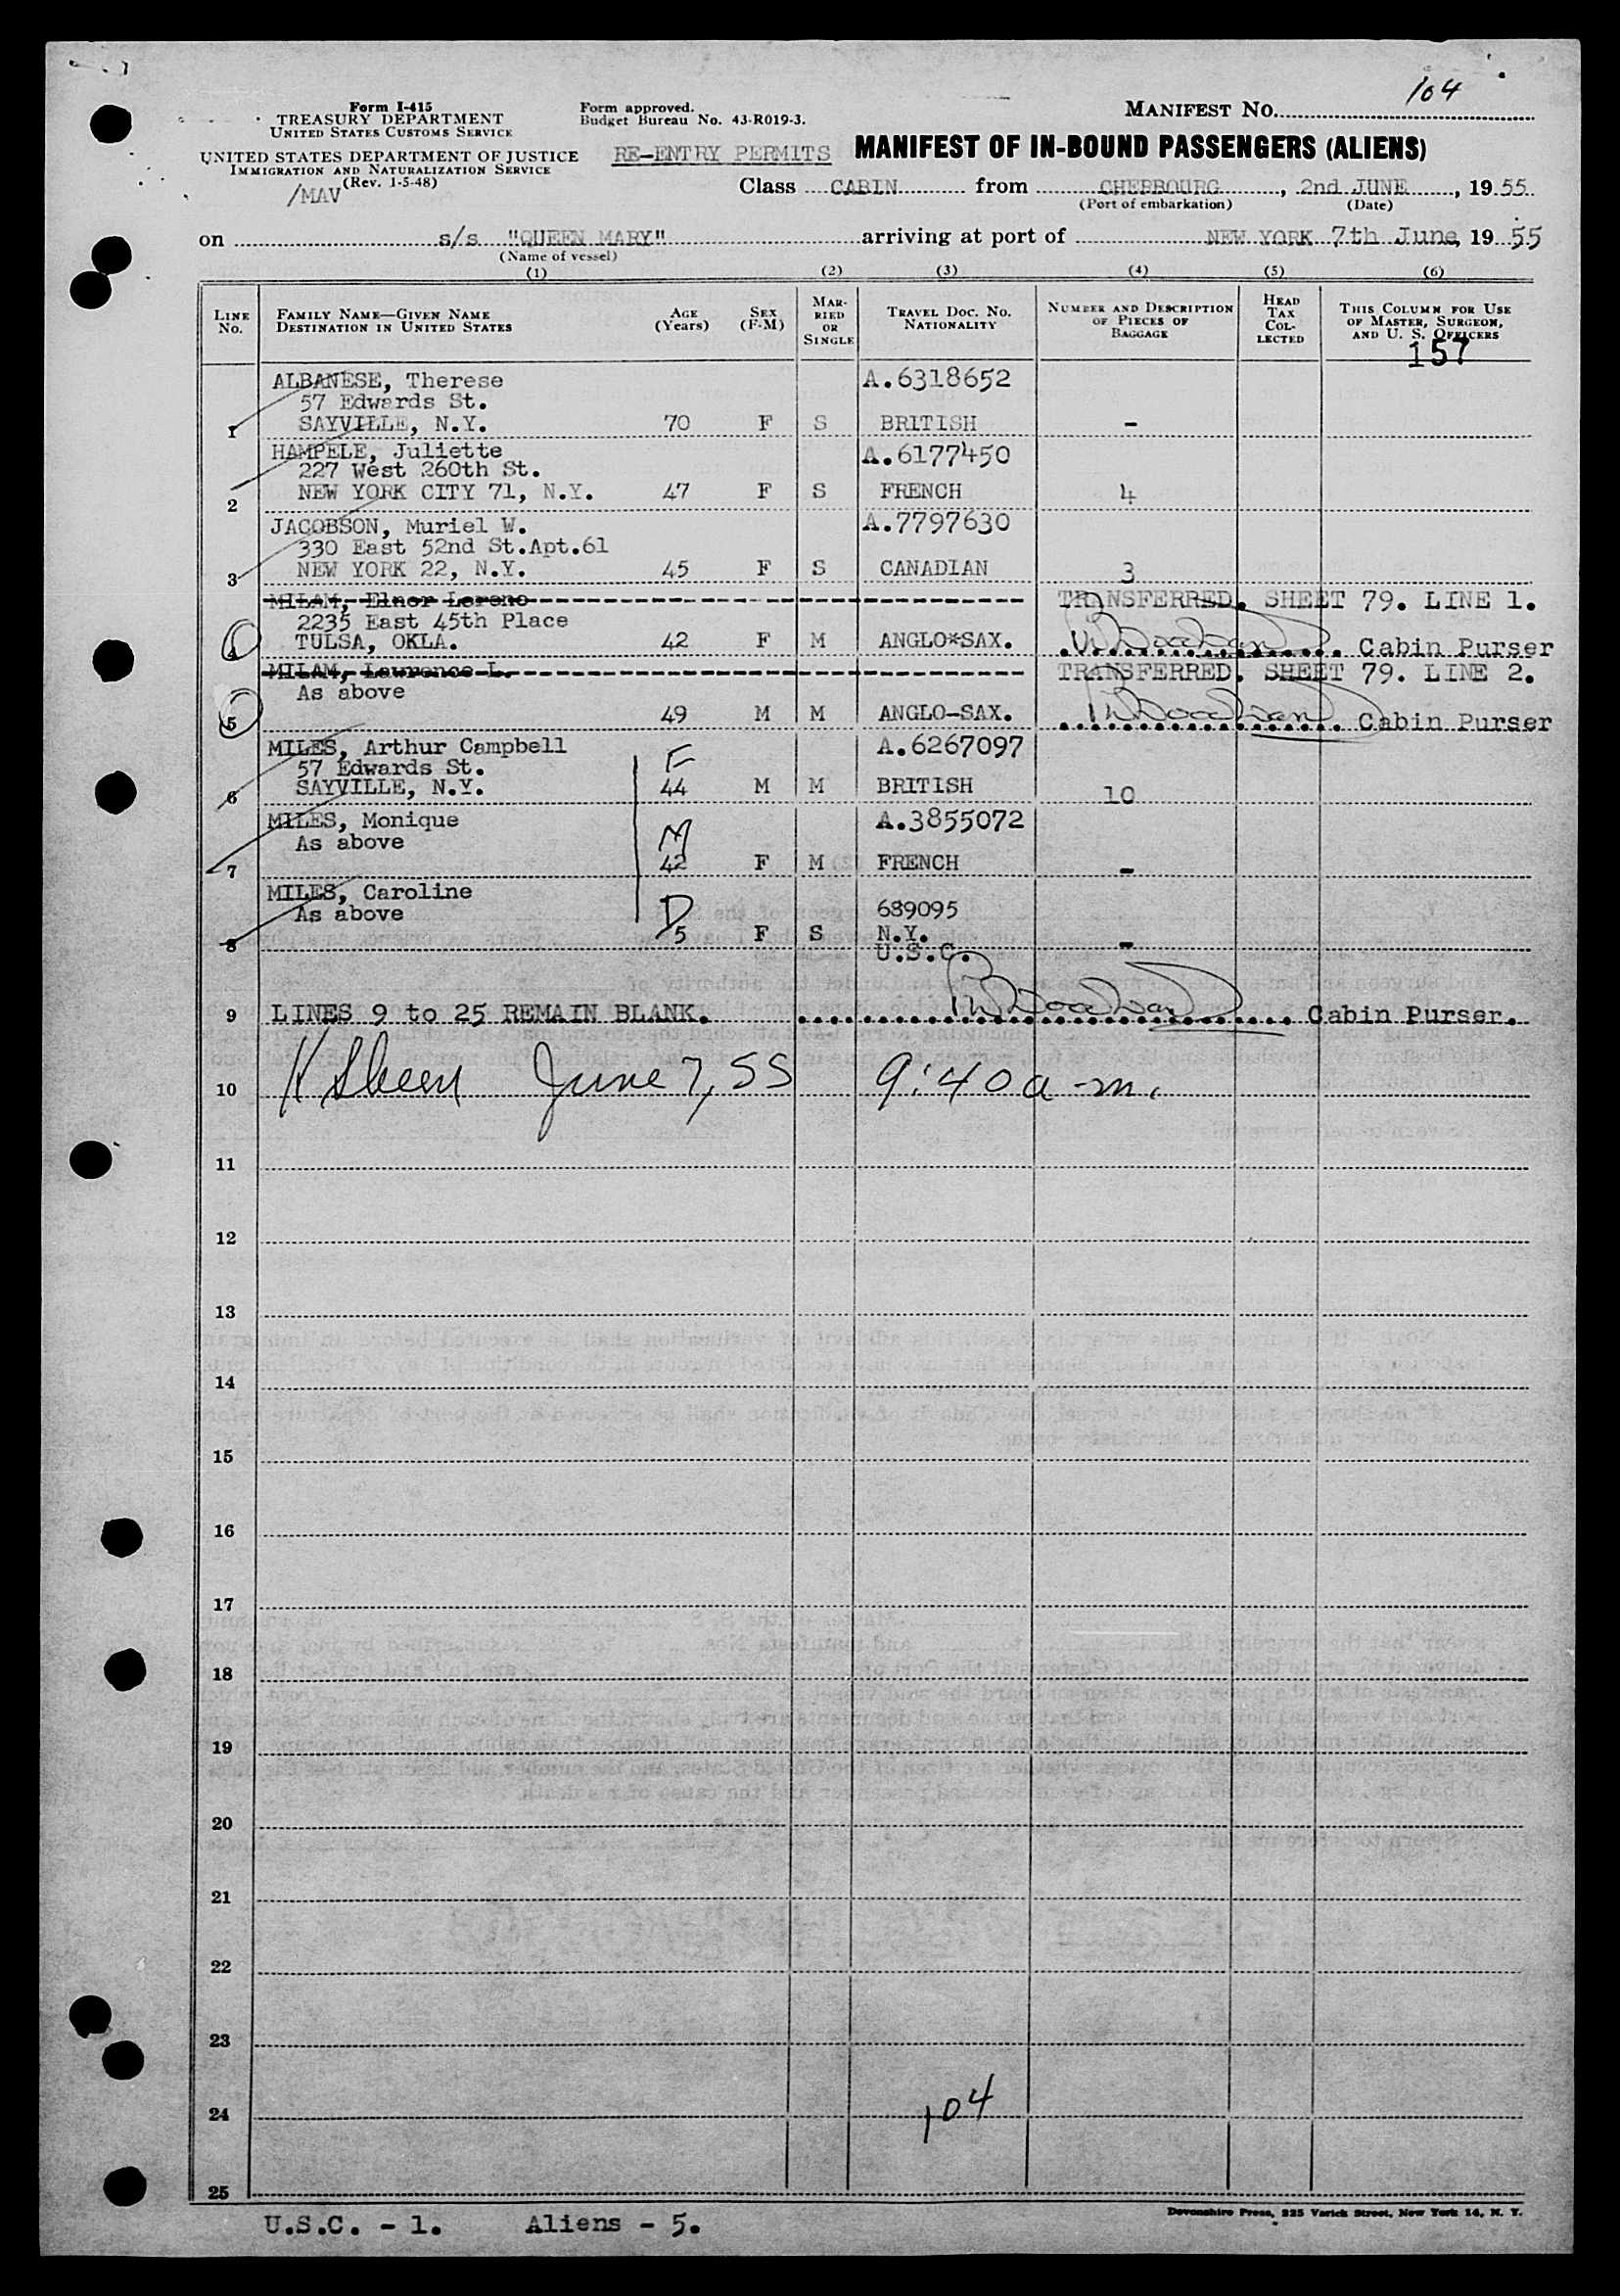 104
Form I-415
TREASURY DEPARTMENT
UNITED STATES CUSTOMS SERVICE
UNITED STATES DEPARTMENT OF JUSTICE
IMMIGRATION AND NATURALIZATION SERVICE
(Rev. 1-5-48)
/MAV
Form approved.
Budget Bureau No. 43-R019-3.
MANIFEST NO.
RE-ENTRY PERMITS MANIFEST OF IN-BOUND PASSENGERS (ALIENS)
Class CABIN from CHERBOURG, 2nd JUNE, 19 55
(Port of embarkation) (Date)
on s/s "QUEEN MARY" arriving at port of NEW YORK 7th June, 19 55
(Name of vessel)
(1) (2) (3) (4) (5) (6)
LINE NO.
FAMILY NAME—GIVEN NAME
DESTINATION IN UNITED STATES
AGE (Years)
SEX (F-M)
MARRIED OR SINGLE
TRAVEL DOC. NO.
NATIONALITY
NUMBER AND DESCRIPTION OF PIECES OF BAGGAGE
HEAD TAX COLLECTED
THIS COLUMN FOR USE OF MASTER, SURGEON, AND U. S. OFFICERS
157
ALBANESE, Therese A.6318652
57 Edwards St.
1 SAYVILLE, N.Y. 70 F S BRITISH -
HAMPELE, Juliette A.6177450
227 West 260th St.
2 NEW YORK CITY 71, N.Y. 47 F S FRENCH 4
JACOBSON, Muriel W. A.7797630
330 East 52nd St.Apt.61
3 NEW YORK 22, N.Y. 45 F S CANADIAN 3
MILAM, Elnor Lorene TRANSFERRED. SHEET 79. LINE 1.
2235 East 45th Place
4 TULSA, OKLA. 42 F M ANGLO*SAX. Cabin Purser
MILAM, Lawrence L. TRANSFERRED. SHEET 79. LINE 2.
As above
5 49 M M ANGLO-SAX. Cabin Purser
MILES, Arthur Campbell F A.6267097
57 Edwards St.
6 SAYVILLE, N.Y. 44 M M BRITISH 10
MILES, Monique M A.3855072
As above
7 42 F M FRENCH -
MILES, Caroline D
As above 689095
8 5 F S N.Y. -
U.S.C.
9 LINES 9 to 25 REMAIN BLANK. Cabin Purser.
10 June 7, 55 9:40 a-m.
11
12
13
14
15
16
17
18
19
20
21
22
23
24 104
25
Devonshire Press, 225 Varick Street, New York 14, N. Y.
U.S.C. - 1. Aliens - 5.